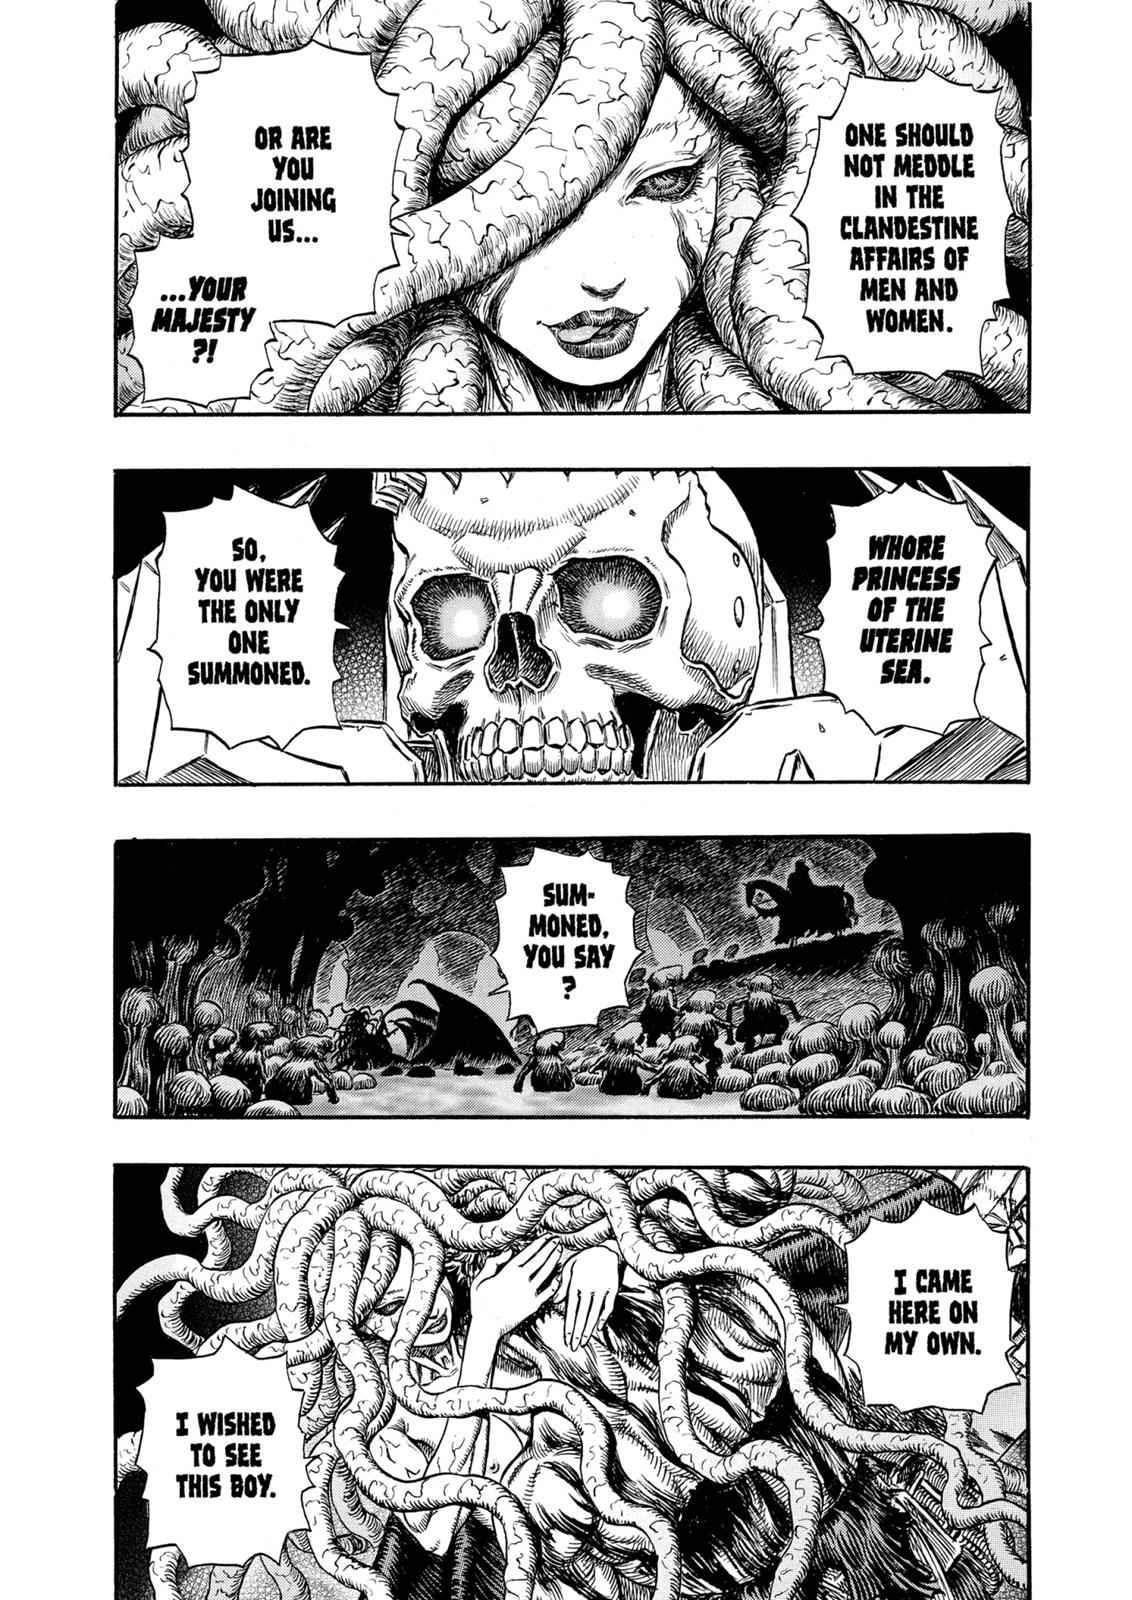 ONE SHOULD
NOT MEDDLE
IN THE
CLANDESTINE
AFFAIRS OF
MEN AND
WOMEN.
OR ARE
YOU
JOINING
US...
...YOUR
MAJESTY
?!
WHORE
PRINCESS
OF THE
UTERINE
SEA.
SO,
YOU WERE
THE ONLY
ONE
SUMMONED.
SUM-
MONED,
YOU SAY
?
I CAME
HERE ON
MY OWN.
I WISHED
TO SEE
THIS BOY.